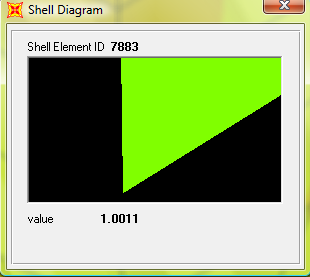 Shell Diagram
Shell Element ID 7883
value 1.0011